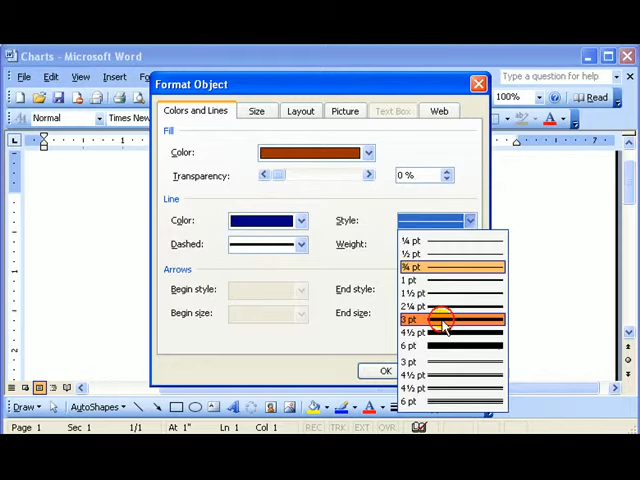 Charts - Microsoft Word
File Edit View Insert
Type a question for help
Format Object
100% Read
Normal Times New
Colors and Lines Size Layout Picture Text Box Web
Fill
Color:
Transparency: 0 %
Line
Color: Style:
Dashed: Weight:
¼ pt
½ pt
¾ pt
1 pt
1½ pt
2¼ pt
3 pt
4½ pt
6 pt
3 pt
4½ pt
4½ pt
6 pt
Arrows
Begin style: End style:
Begin size: End size:
OK
Draw AutoShapes
Page 1 Sec 1 1/1 At 1" Ln 1 Col 1 REC TRK EXT OVR